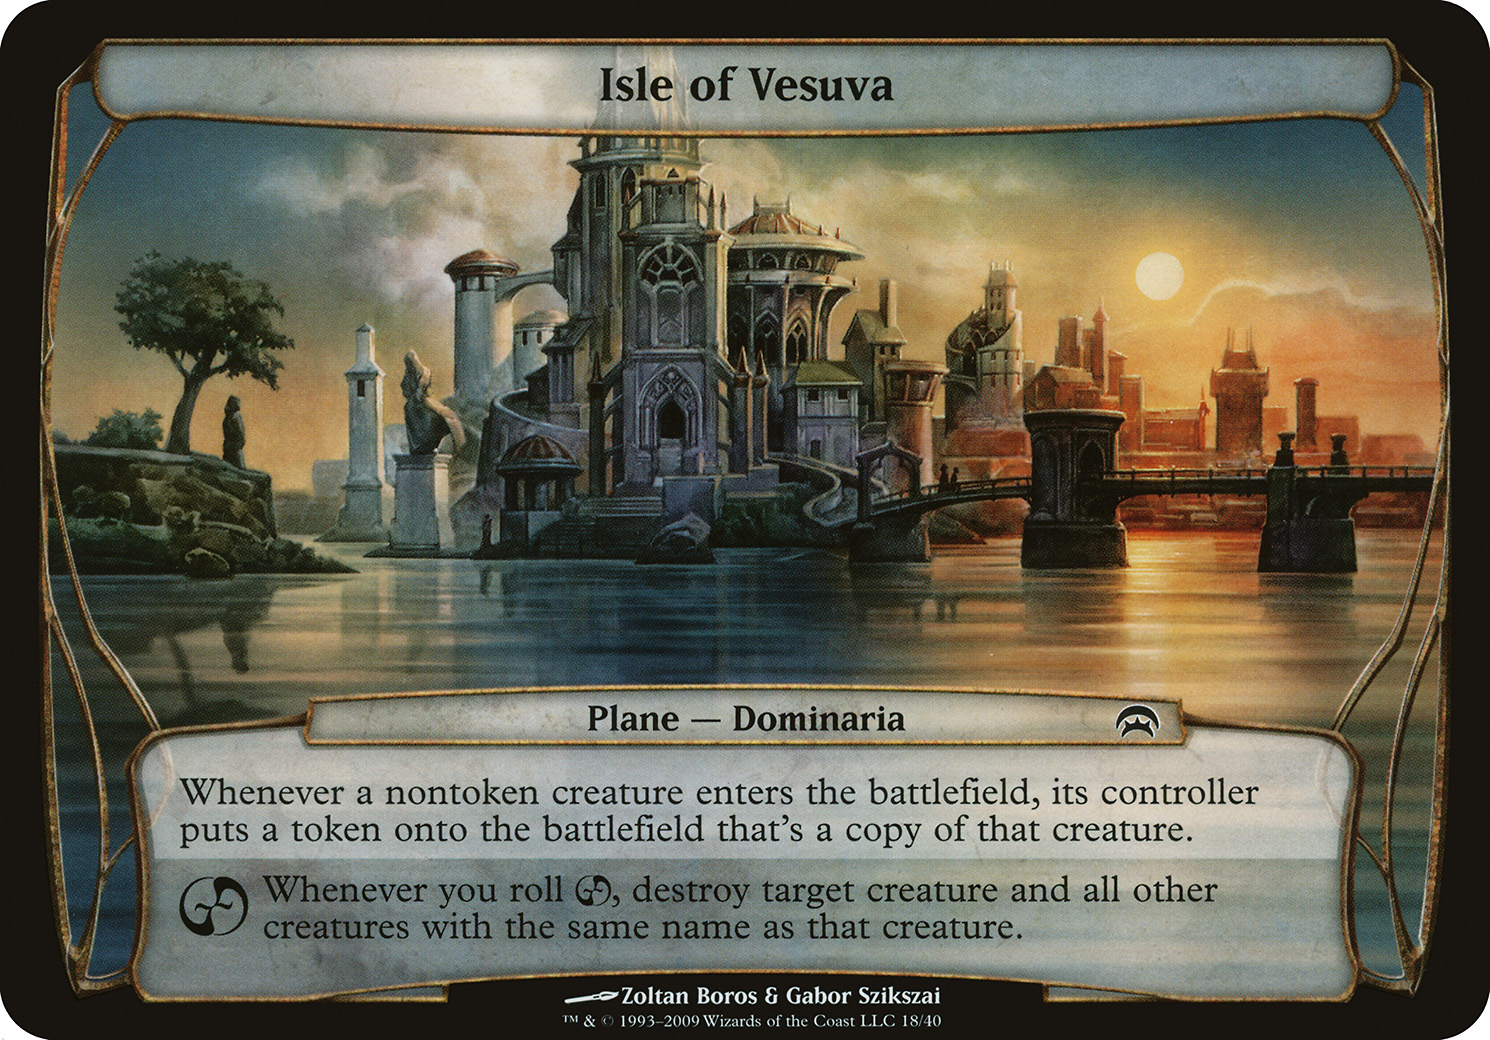 Isle of Vesuva
Plane — Dominaria
Whenever a nontoken creature enters the battlefield, its controller
puts a token onto the battlefield that's a copy of that creature.
Whenever you roll , destroy target creature and all other
creatures with the same name as that creature.
Zoltan Boros & Gabor Szikszai
™ & © 1993–2009 Wizards of the Coast LLC 18/40